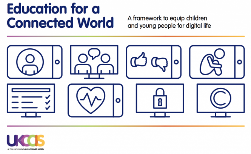 Education for a
Connected World
A framework to equip children
and young people for digital life
©
UKCIS